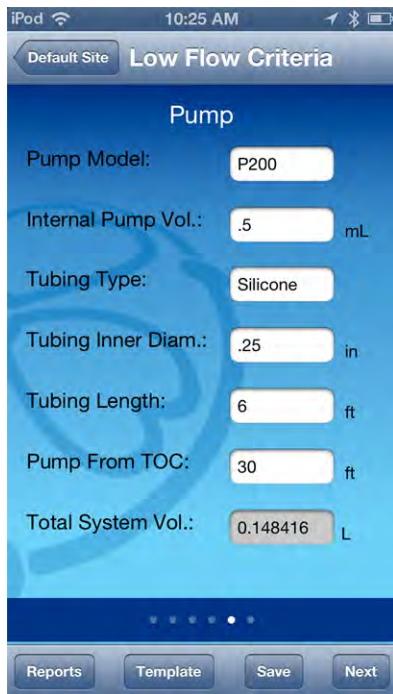 iPod 10:25 AM
Default Site Low Flow Criteria
Pump
Pump Model: P200
Internal Pump Vol.: .5 mL
Tubing Type: Silicone
Tubing Inner Diam.: .25 in
Tubing Length: 6 ft
Pump From TOC: 30 ft
Total System Vol.: 0.148416 L
Reports Template Save Next